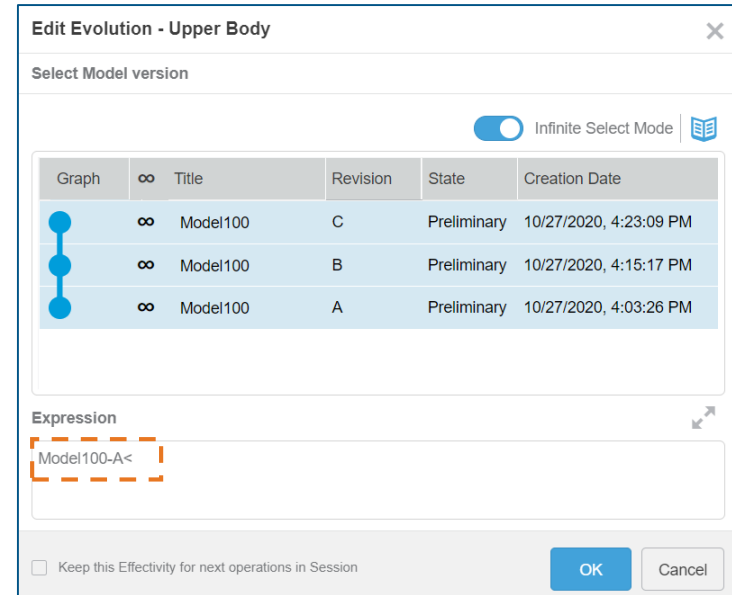 Edit Evolution - Upper Body
Select Model version
Infinite Select Mode
Graph ∞ Title Revision State Creation Date
∞ Model100 C Preliminary 10/27/2020, 4:23:09 PM
∞ Model100 B Preliminary 10/27/2020, 4:15:17 PM
∞ Model100 A Preliminary 10/27/2020, 4:03:26 PM
Expression
Model100-A<
Keep this Effectivity for next operations in Session
OK Cancel